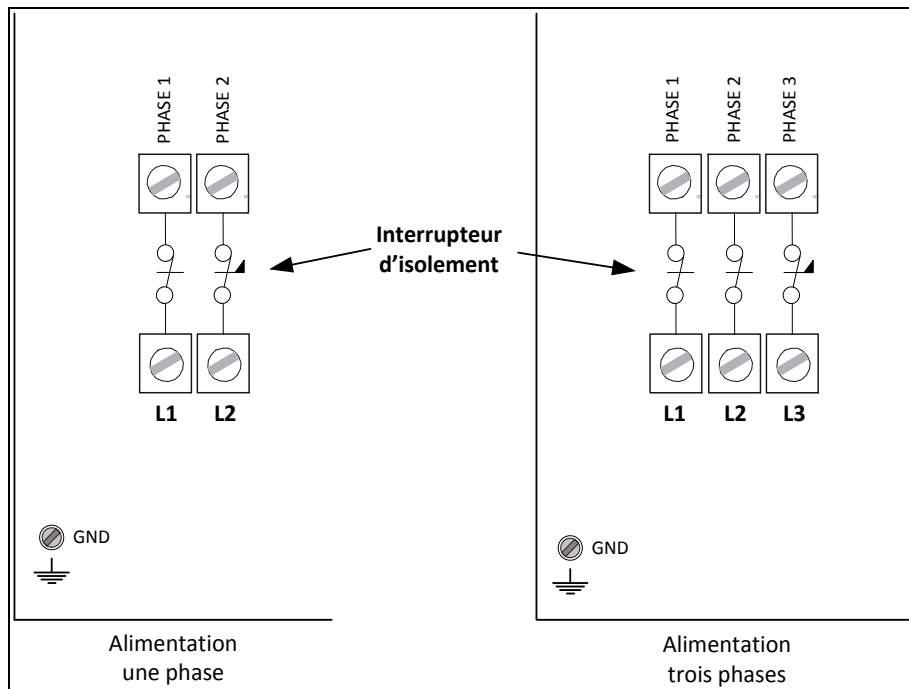 PHASE 1
PHASE 2
L1
L2
GND
Alimentation
une phase
Interrupteur
d’isolement
PHASE 1
PHASE 2
PHASE 3
L1
L2
L3
GND
Alimentation
trois phases